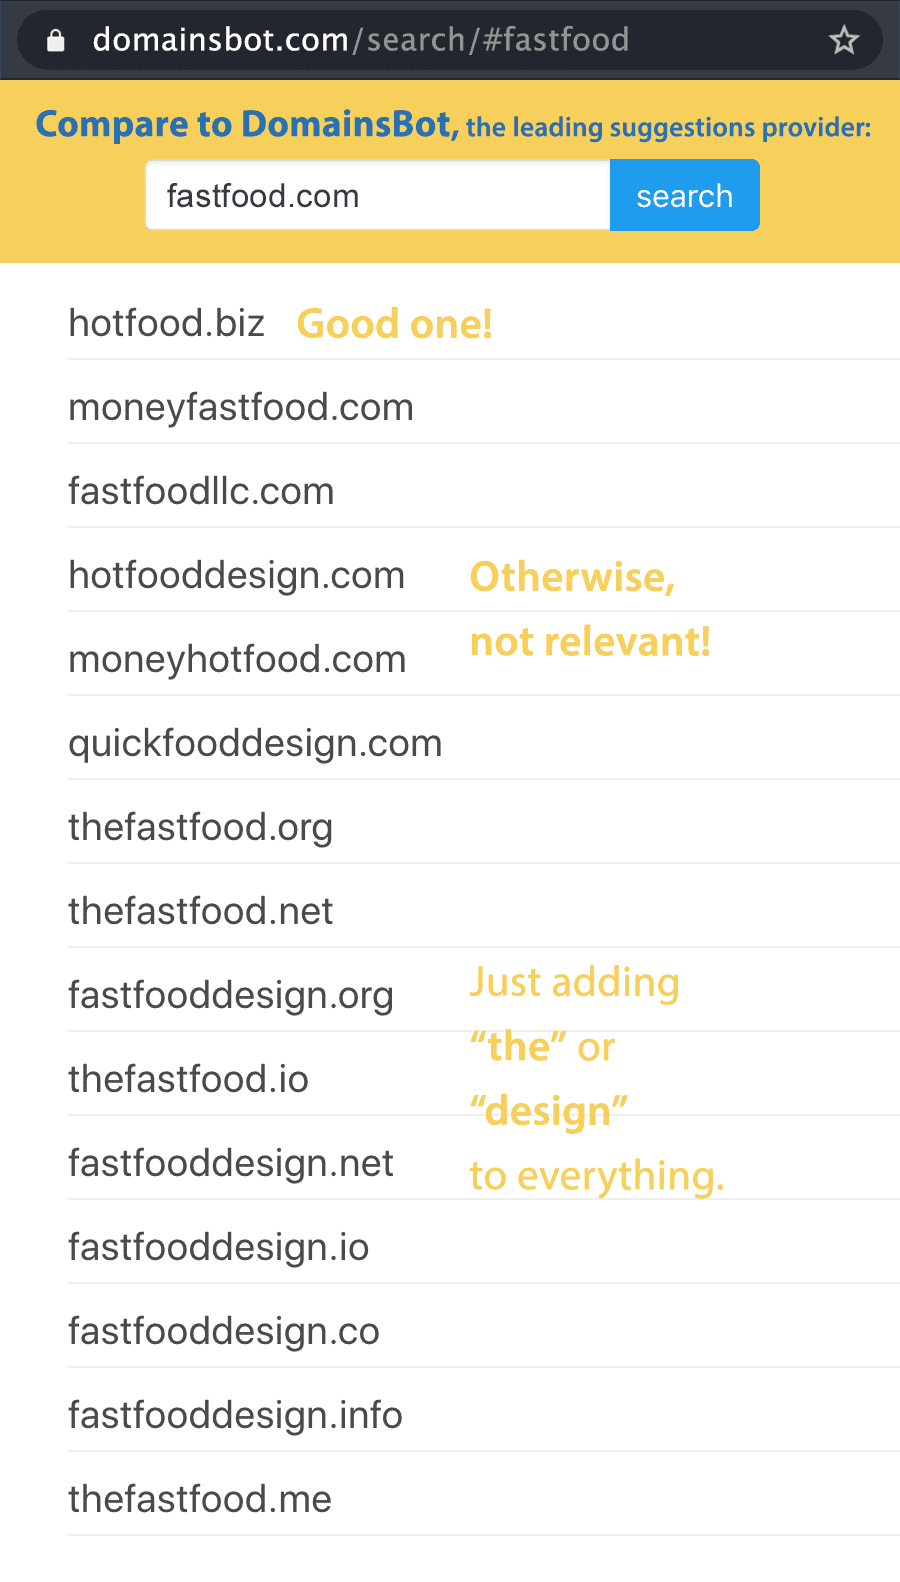 domainsbot.com/search/#fastfood
Compare to DomainsBot, the leading suggestions provider:
fastfood.com search
hotfood.biz Good one!
moneyfastfood.com
fastfoodllc.com
hotfooddesign.com Otherwise,
not relevant!
moneyhotfood.com
quickfooddesign.com
thefastfood.org
thefastfood.net
fastfooddesign.org Just adding
"the" or
thefastfood.io
"design"
fastfooddesign.net to everything.
fastfooddesign.io
fastfooddesign.co
fastfooddesign.info
thefastfood.me